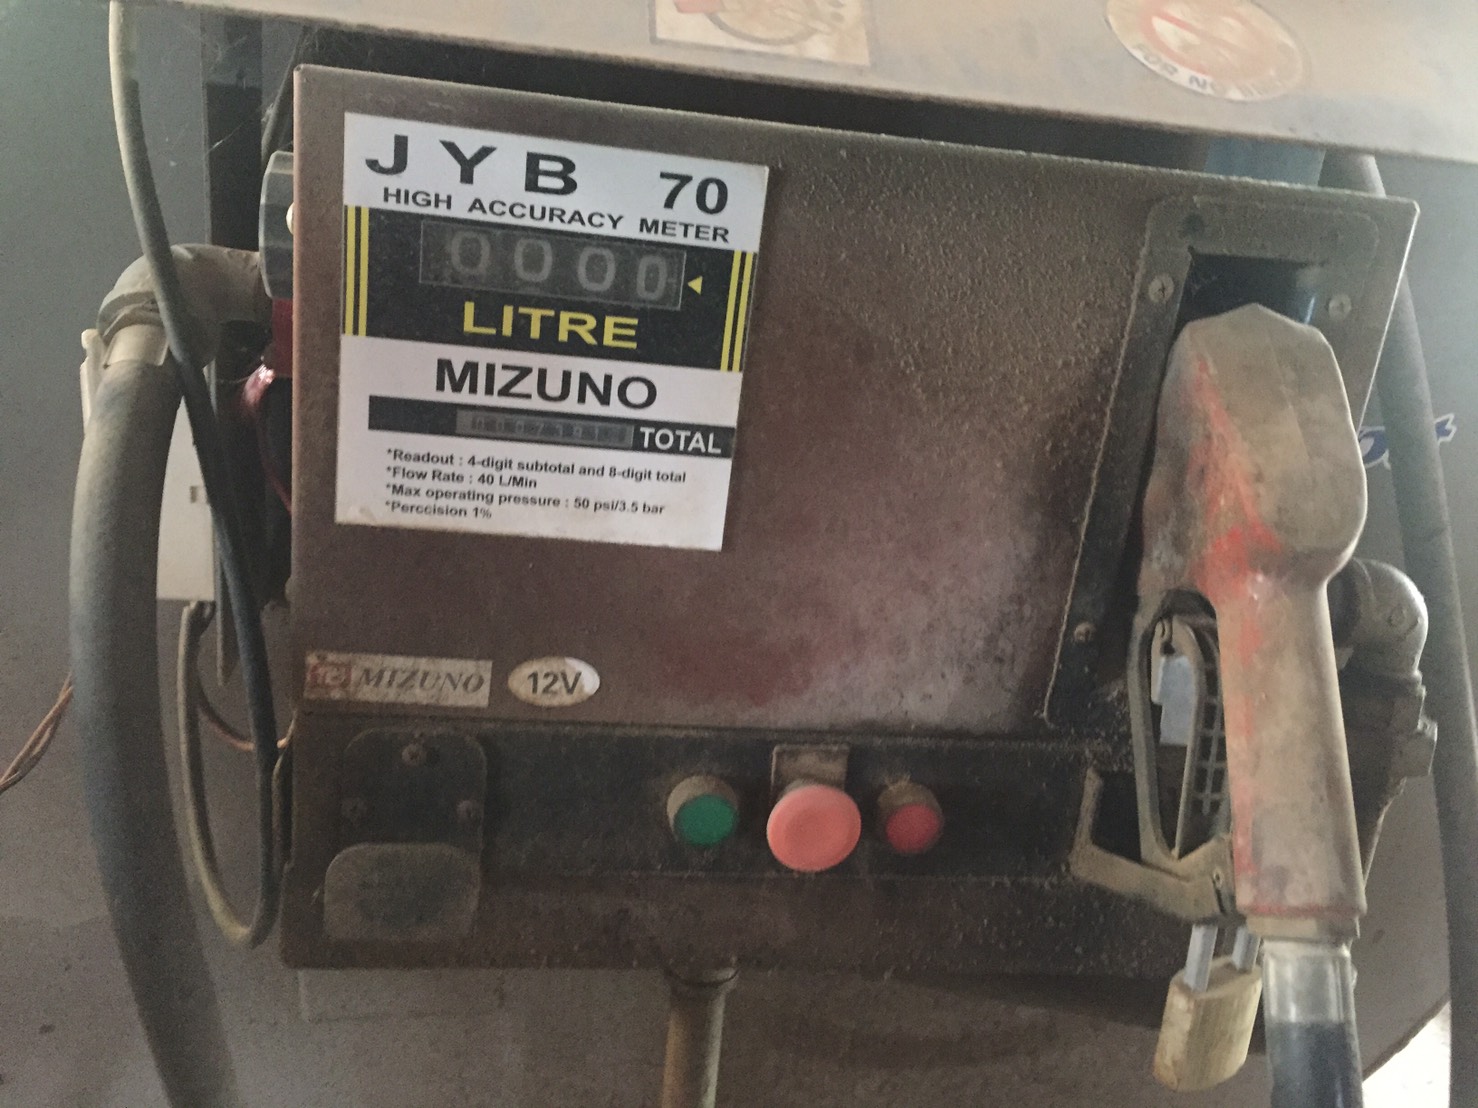 JYB 70
HIGH ACCURACY METER
0000
LITRE
MIZUNO
TOTAL
*Readout : 4-digit subtotal and 8-digit total
*Flow Rate : 40 L/Min
*Max operating pressure : 50 psi/3.5 bar
*Perccision 1%
MIZUNO
12V